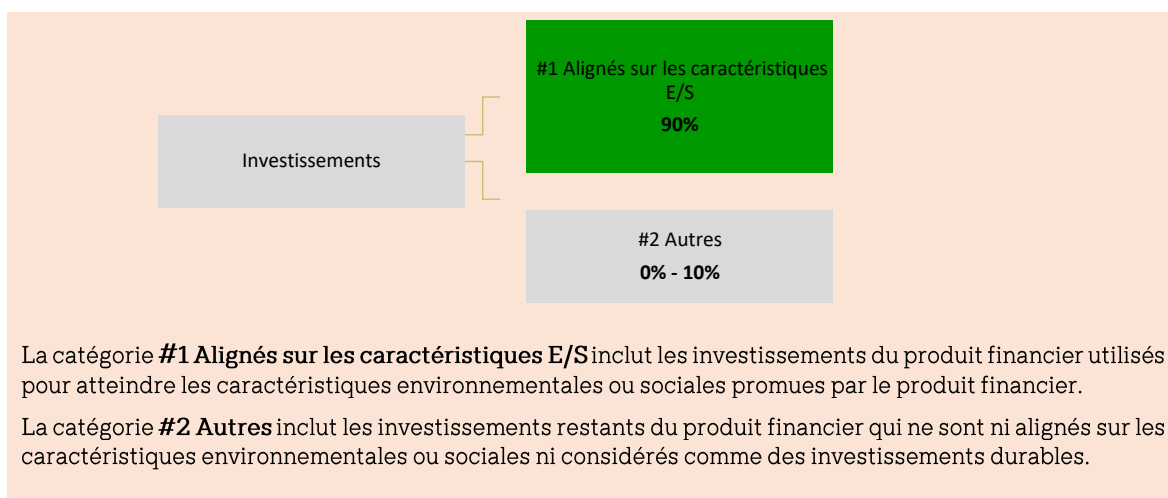 #1 Alignés sur les caractéristiques
E/S
90%
Investissements
#2 Autres
0% - 10%
La catégorie #1 Alignés sur les caractéristiques E/S inclut les investissements du produit financier utilisés
pour atteindre les caractéristiques environnementales ou sociales promues par le produit financier.
La catégorie #2 Autres inclut les investissements restants du produit financier qui ne sont ni alignés sur les
caractéristiques environnementales ou sociales ni considérés comme des investissements durables.